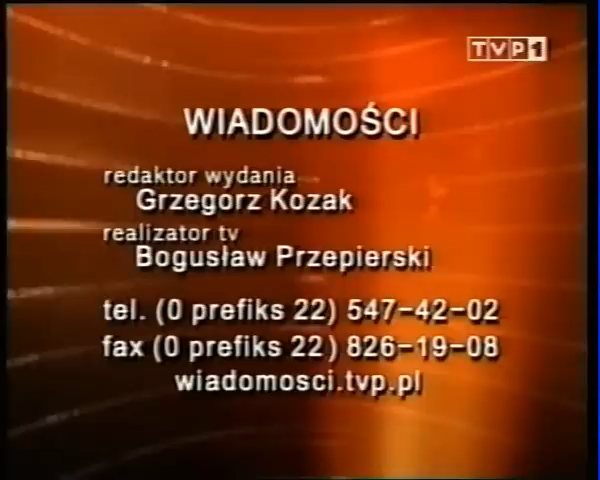 TVP1
WIADOMOŚCI
redaktor wydania
Grzegorz Kozak
realizator tv
Bogusław Przepierski
tel. (0 prefiks 22) 547-42-02
fax (0 prefiks 22) 826-19-08
wiadomosci.tvp.pl